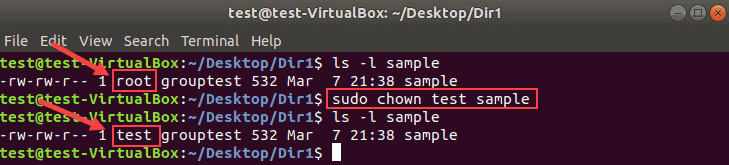 test@test-VirtualBox: ~/Desktop/Dir1
File Edit View Search Terminal Help
test@test-VirtualBox:~/Desktop/Dir1$ ls -l sample
-rw-rw-r-- 1 root grouptest 532 Mar  7 21:38 sample
test@test-VirtualBox:~/Desktop/Dir1$ sudo chown test sample
test@test-VirtualBox:~/Desktop/Dir1$ ls -l sample
-rw-rw-r-- 1 test grouptest 532 Mar  7 21:38 sample
test@test-VirtualBox:~/Desktop/Dir1$